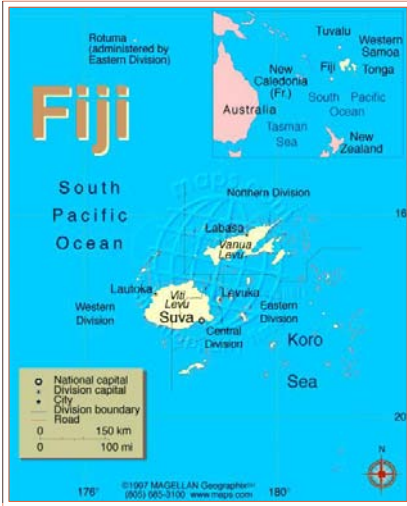 Rotuma
(administered by
Eastern Division)
Fiji
Tuvalu
Western
Samoa
Fiji
Tonga
New
Caledonia
(Fr.)
South Pacific
Ocean
Australia
Tasman
Sea
New
Zealand
South
Pacific
Ocean
Northern Division
16
Labasa
Vanua
Levu
Lautoka
Viti
Levu
Levuka
Western
Division
Suva
Eastern
Division
Central
Division
Koro
Sea
National capital
Division capital
City
Division boundary
Road
0 150 km
0 100 mi
20
N
©1997 MAGELLAN Geographix
(805) 685-3100 www.maps.com
176°
180°